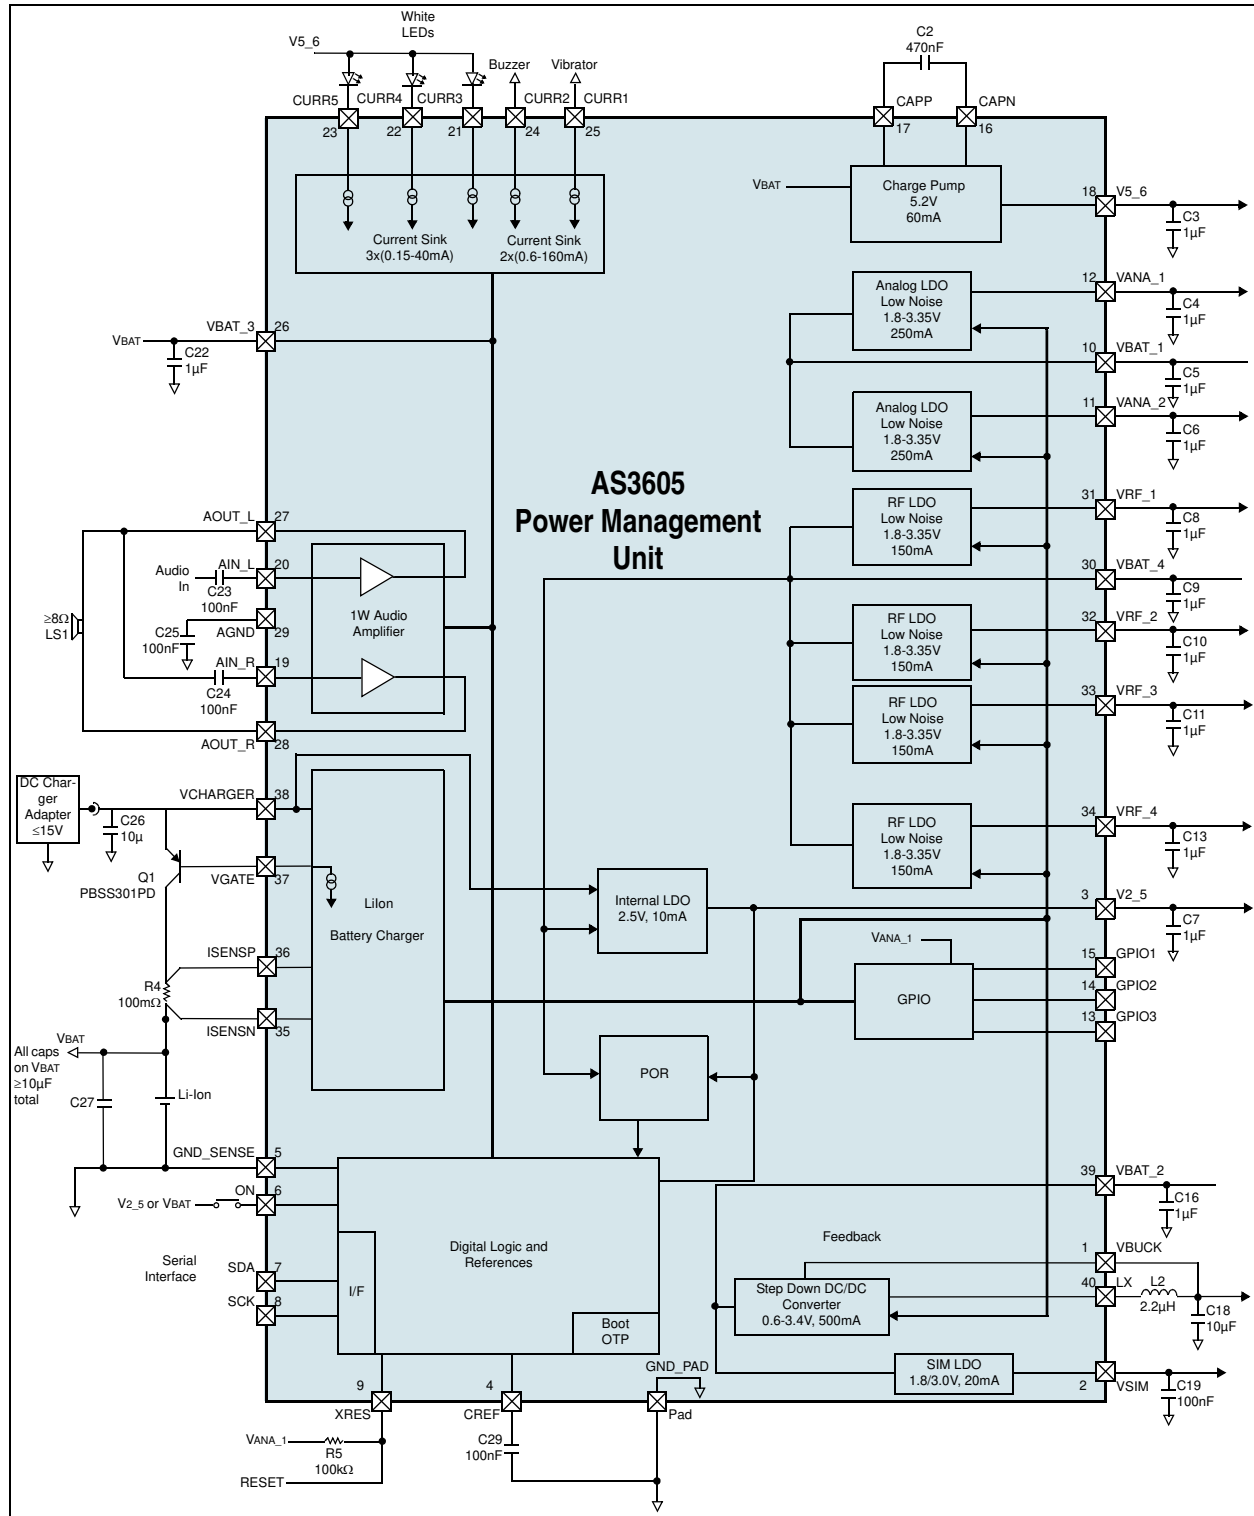 White
LEDs
V5_6
Buzzer
Vibrator
CURR5
CURR4
CURR3
CURR2
CURR1
23
22
21
24
25
Current Sink
3x(0.15-40mA)
Current Sink
2x(0.6-160mA)
C2
470nF
CAPP
CAPN
17
16
VBAT
Charge Pump
5.2V
60mA
18
V5_6
C3
1µF
Analog LDO
Low Noise
1.8-3.35V
250mA
12
VANA_1
C4
1µF
10
VBAT_1
C5
1µF
Analog LDO
Low Noise
1.8-3.35V
250mA
11
VANA_2
C6
1µF
VBAT
VBAT_3
26
C22
1µF
AS3605
Power Management
Unit
RF LDO
Low Noise
1.8-3.35V
150mA
31
VRF_1
C8
1µF
30
VBAT_4
C9
1µF
RF LDO
Low Noise
1.8-3.35V
150mA
32
VRF_2
C10
1µF
RF LDO
Low Noise
1.8-3.35V
150mA
33
VRF_3
C11
1µF
RF LDO
Low Noise
1.8-3.35V
150mA
34
VRF_4
C13
1µF
AOUT_L
27
Audio
In
AIN_L
20
C23
100nF
≥8Ω
LS1
C25
100nF
AGND
29
AIN_R
19
C24
100nF
AOUT_R
28
1W Audio
Amplifier
DC Char-
ger
Adapter
≤15V
VCHARGER
38
C26
10µ
Q1
PBSS301PD
VGATE
37
LiIon
Battery Charger
ISENSP
36
R4
100mΩ
ISENSN
35
VBAT
All caps
on VBAT
≥10µF
total
C27
Li-Ion
Internal LDO
2.5V, 10mA
3
V2_5
C7
1µF
VANA_1
GPIO
15
GPIO1
14
GPIO2
13
GPIO3
POR
GND_SENSE
5
V2_5 or VBAT
ON
6
Serial
Interface
SDA
7
SCK
8
I/F
Digital Logic and
References
Boot
OTP
39
VBAT_2
C16
1µF
Feedback
1
VBUCK
Step Down DC/DC
Converter
0.6-3.4V, 500mA
40
LX
L2
2.2µH
C18
10µF
SIM LDO
1.8/3.0V, 20mA
2
VSIM
C19
100nF
9
XRES
4
CREF
GND_PAD
Pad
VANA_1
R5
100kΩ
RESET
C29
100nF